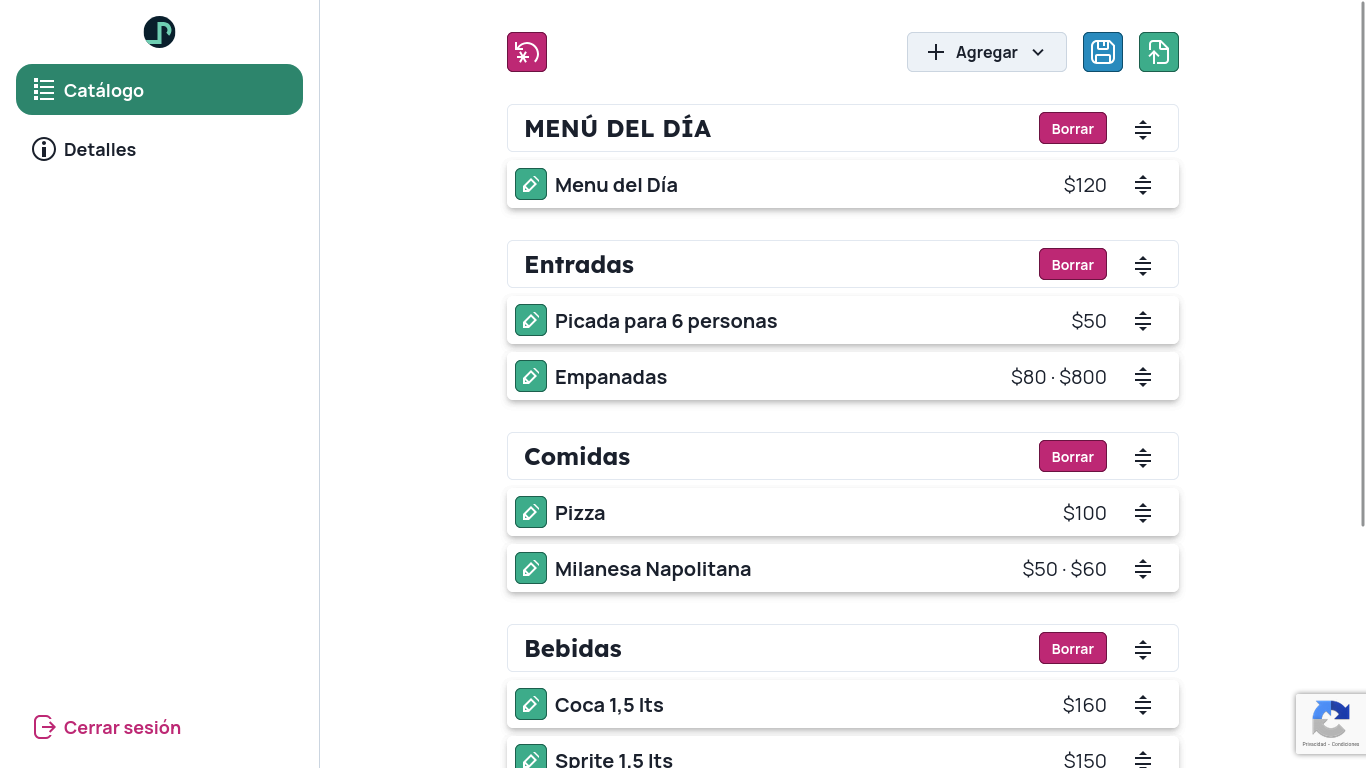 Catálogo
Detalles
Cerrar sesión
Agregar
MENÚ DEL DÍA Borrar
Menu del Día $120
Entradas Borrar
Picada para 6 personas $50
Empanadas $80 · $800
Comidas Borrar
Pizza $100
Milanesa Napolitana $50 · $60
Bebidas Borrar
Coca 1,5 lts $160
Sprite 1,5 lts $150
Privacidad - Condiciones